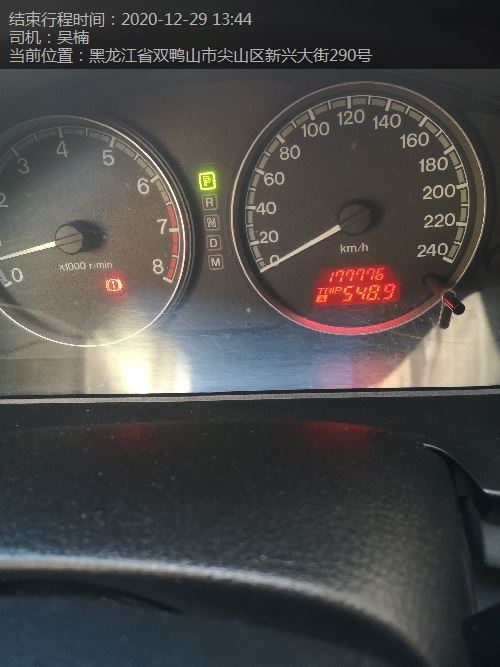 结束行程时间：2020-12-29 13:44
司机：吴楠
当前位置：黑龙江省双鸭山市尖山区新兴大街290号
0
2
3
4
5
6
7
8
x1000 r/min
P
R
N
D
M
0
20
40
60
80
100
120
140
160
180
200
220
240
km/h
177776
TRIP A 548.9